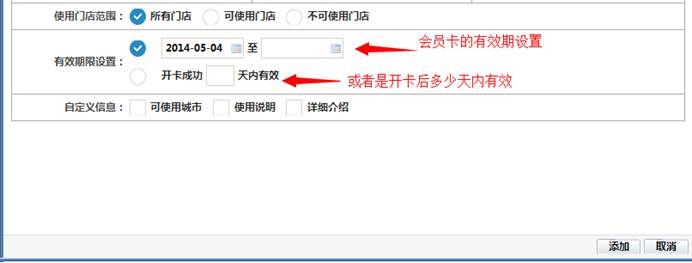 使用门店范围： 所有门店 可使用门店 不可使用门店
有效期限设置： 2014-05-04 至 会员卡的有效期设置
开卡成功 天内有效 或者是开卡后多少天内有效
自定义信息： 可使用城市 使用说明 详细介绍
添加 取消